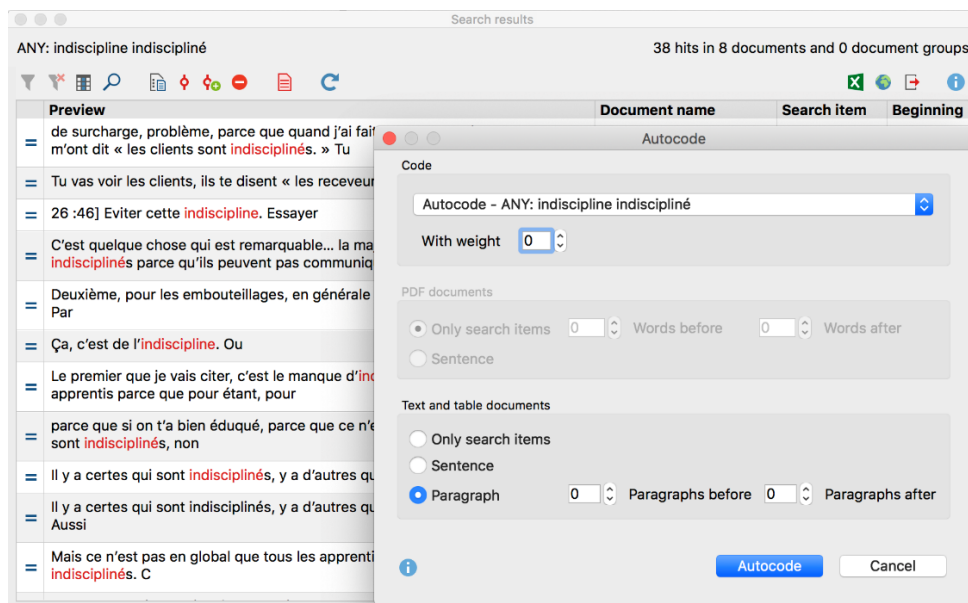 Search results
ANY: indiscipline indiscipliné
38 hits in 8 documents and 0 document groups
Preview
Document name
Search item
Beginning
de surcharge, problème, parce que quand j'ai fait
m'ont dit « les clients sont indisciplinés. » Tu
Tu vas voir les clients, ils te disent « les receveur
26 :46] Eviter cette indiscipline. Essayer
C'est quelque chose qui est remarquable... la maj
indisciplinés parce qu'ils peuvent pas communiq
Deuxième, pour les embouteillages, en générale
Par
Ça, c'est de l'indiscipline. Ou
Le premier que je vais citer, c'est le manque d'ind
apprentis parce que pour étant, pour
parce que si on t'a bien éduqué, parce que ce n'e
sont indisciplinés, non
Il y a certes qui sont indisciplinés, y a d'autres qu
Il y a certes qui sont indisciplinés, y a d'autres qu
Aussi
Mais ce n'est pas en global que tous les apprenti
indisciplinés. C
Autocode
Code
Autocode - ANY: indiscipline indiscipliné
With weight 0
PDF documents
Only search items 0 Words before 0 Words after
Sentence
Text and table documents
Only search items
Sentence
Paragraph 0 Paragraphs before 0 Paragraphs after
Autocode
Cancel